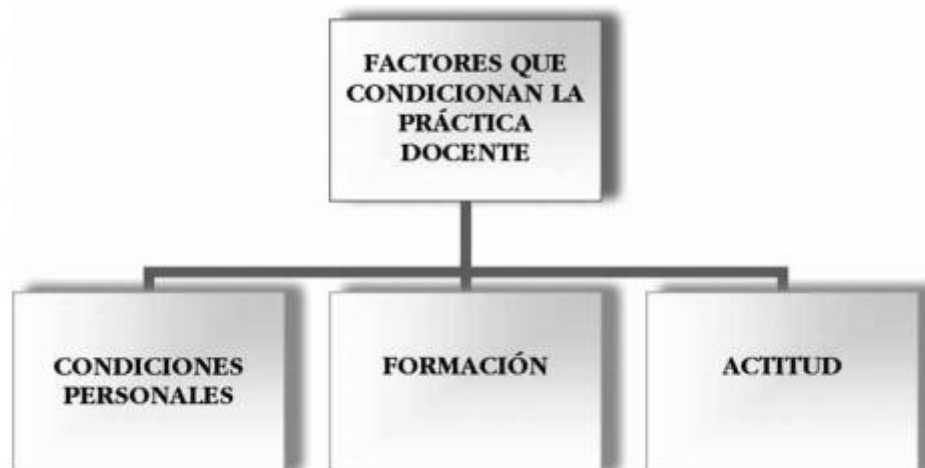 FACTORES QUE
CONDICIONAN LA
PRÁCTICA
DOCENTE
CONDICIONES
PERSONALES
FORMACIÓN
ACTITUD